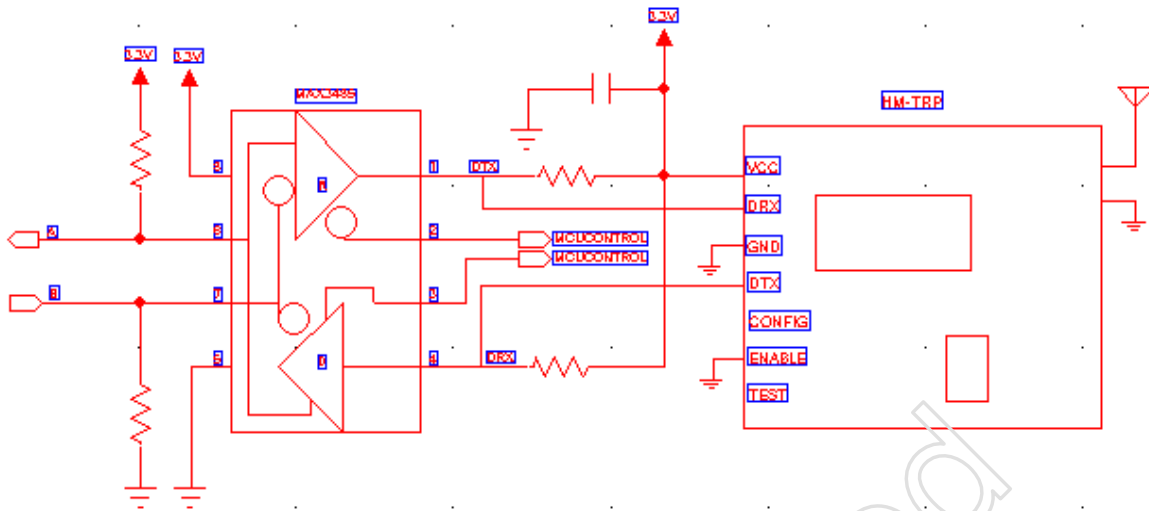 3.3V
3.3V
3.3V
MAX3485
HM-TRP
8
1
DTX
VCC
DRX
A
6
R
2
MCUCONTROL
GND
MCUCONTROL
B
7
3
DTX
CONFIG
5
D
4
DRX
ENABLE
TEST